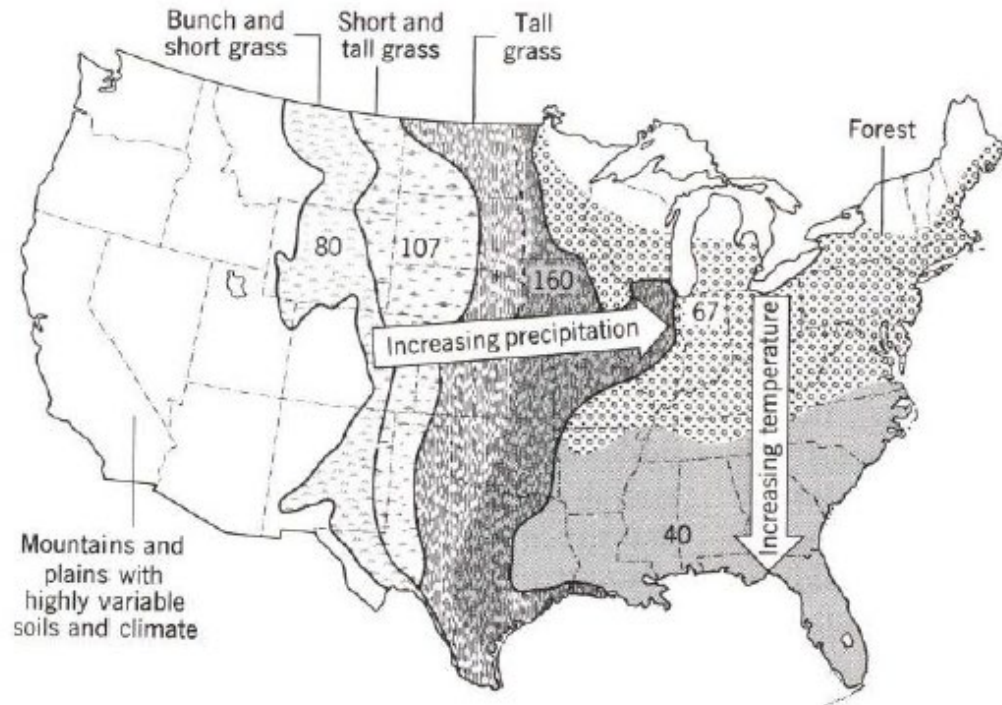 Bunch and
short grass
Short and
tall grass
Tall
grass
Forest
80
107
160
67
Increasing precipitation
Increasing temperature
40
Mountains and
plains with
highly variable
soils and climate